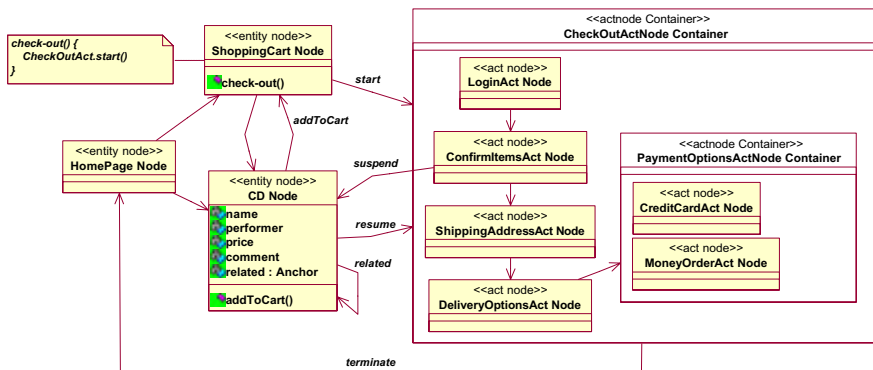 check-out() {
CheckOutAct.start()
}
<<entity node>>
ShoppingCart Node
check-out()
start
addToCart
<<entity node>>
HomePage Node
<<entity node>>
CD Node
name
performer
price
comment
related : Anchor
addToCart()
suspend
resume
related
terminate
<<actnode Container>>
CheckOutActNode Container
<<act node>>
LoginAct Node
<<act node>>
ConfirmItemsAct Node
<<act node>>
ShippingAddressAct Node
<<act node>>
DeliveryOptionsAct Node
<<actnode Container>>
PaymentOptionsActNode Container
<<act node>>
CreditCardAct Node
<<act node>>
MoneyOrderAct Node